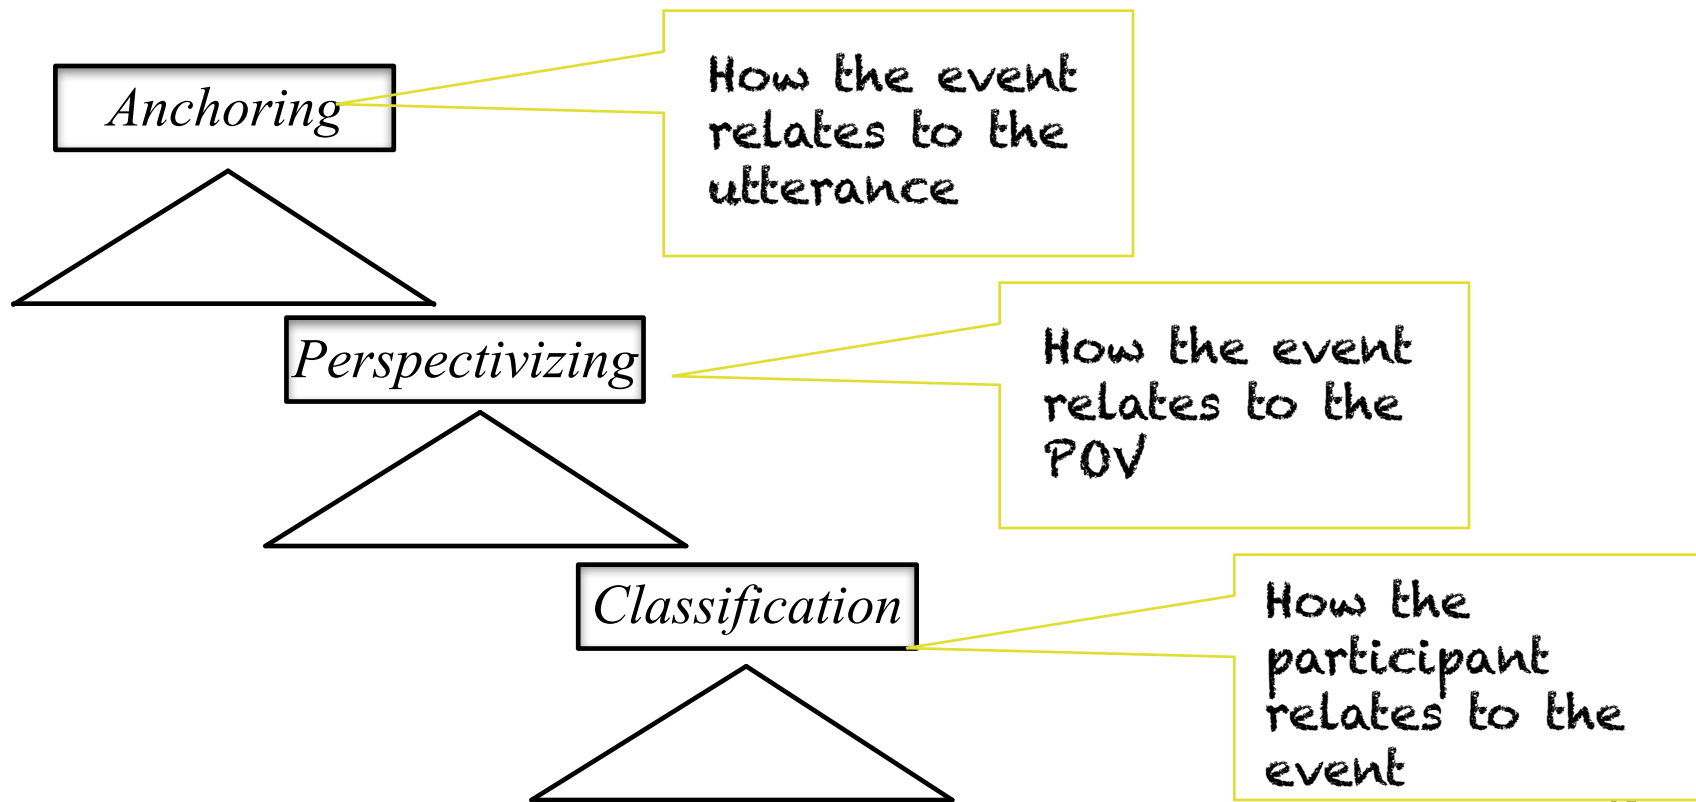 Anchoring
How the event
relates to the
utterance
Perspectivizing
How the event
relates to the
POV
Classification
How the
participant
relates to the
event